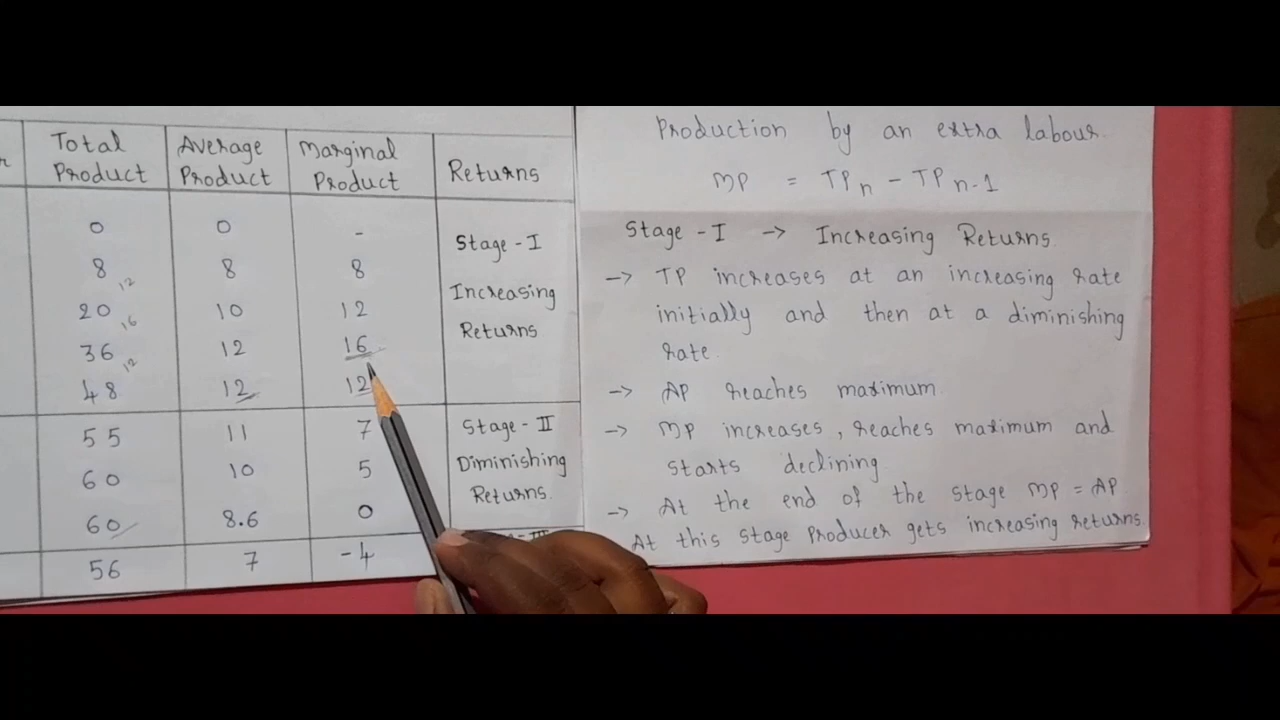 Total Average Marginal
Product Product Product Returns
0 0 -
8 8 8
12
20 10 12
16
36 12 16
12
48 12 12
Stage - I
Increasing
Returns
55 11 7
60 10 5
60 8.6 0
Stage - II
Diminishing
Returns.
56 7 -4
Production by an extra labour.
MP = TPn - TPn-1
Stage - I → Increasing Returns.
→ TP increases at an increasing rate
initially and then at a diminishing
rate.
→ AP reaches maximum.
→ MP increases, reaches maximum and
starts declining
→ At the end of the stage MP = AP
At this stage Producer gets increasing returns.